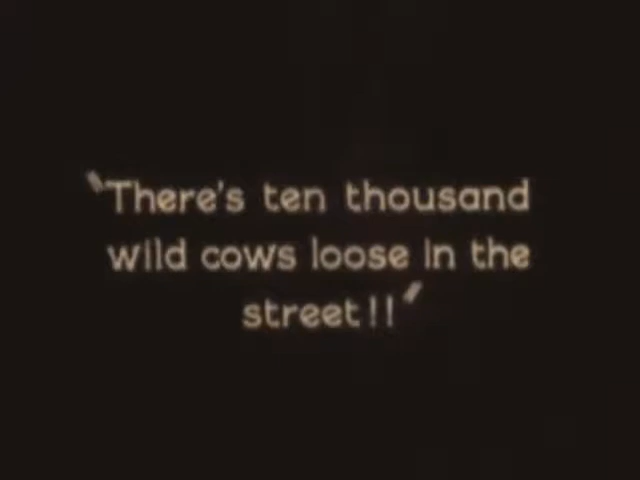 "There's ten thousand
wild cows loose in the
street!!"